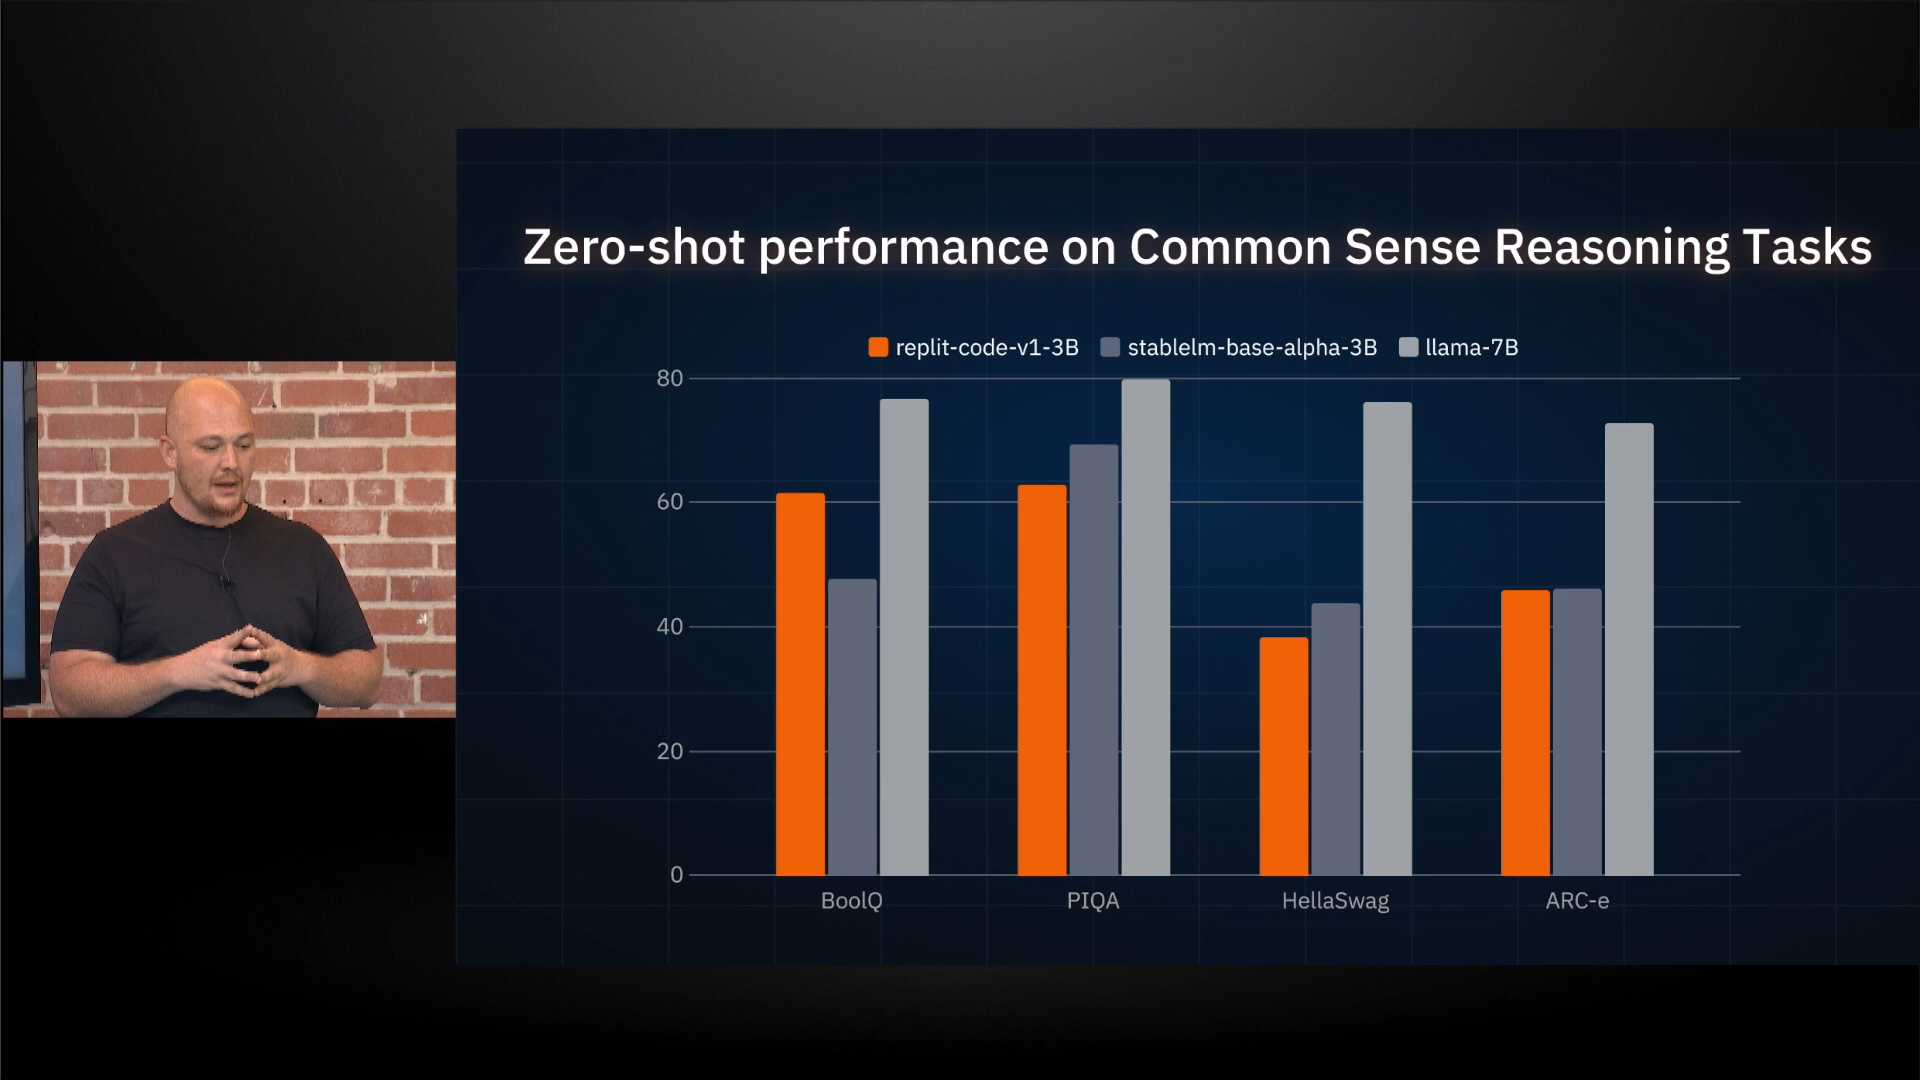 Zero-shot performance on Common Sense Reasoning Tasks
replit-code-v1-3B stablelm-base-alpha-3B llama-7B
80
60
40
20
0
BoolQ PIQA HellaSwag ARC-e